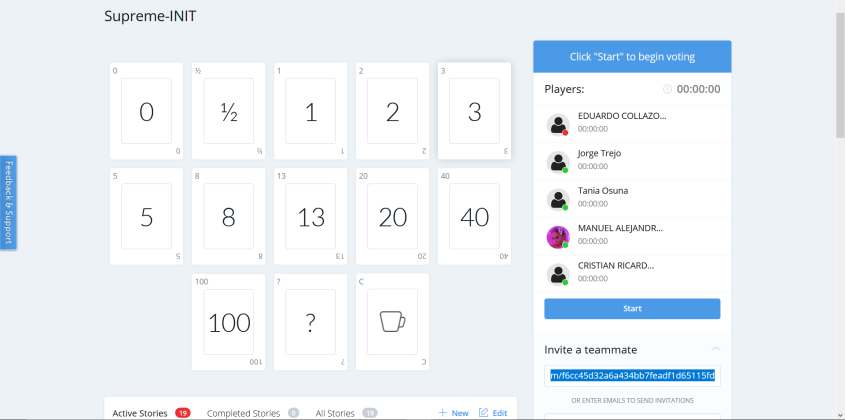 Supreme-INIT
0
½
1
2
3
0
½
1
2
3
0
½
1
2
3
5
8
13
20
40
5
8
13
20
40
5
8
13
20
40
100
?
C
100
?
100
?
C
Feedback & Support
Active Stories 19 Completed Stories 0 All Stories 19 + New Edit
Click "Start" to begin voting
Players: 00:00:00
EDUARDO COLLAZO...
00:00:00
Jorge Trejo
00:00:00
Tania Osuna
00:00:00
MANUEL ALEJANDR...
00:00:00
CRISTIAN RICARD...
00:00:00
Start
Invite a teammate
m/f6cc45d32a6a434bb7feadf1d65115fd
OR ENTER EMAILS TO SEND INVITATIONS